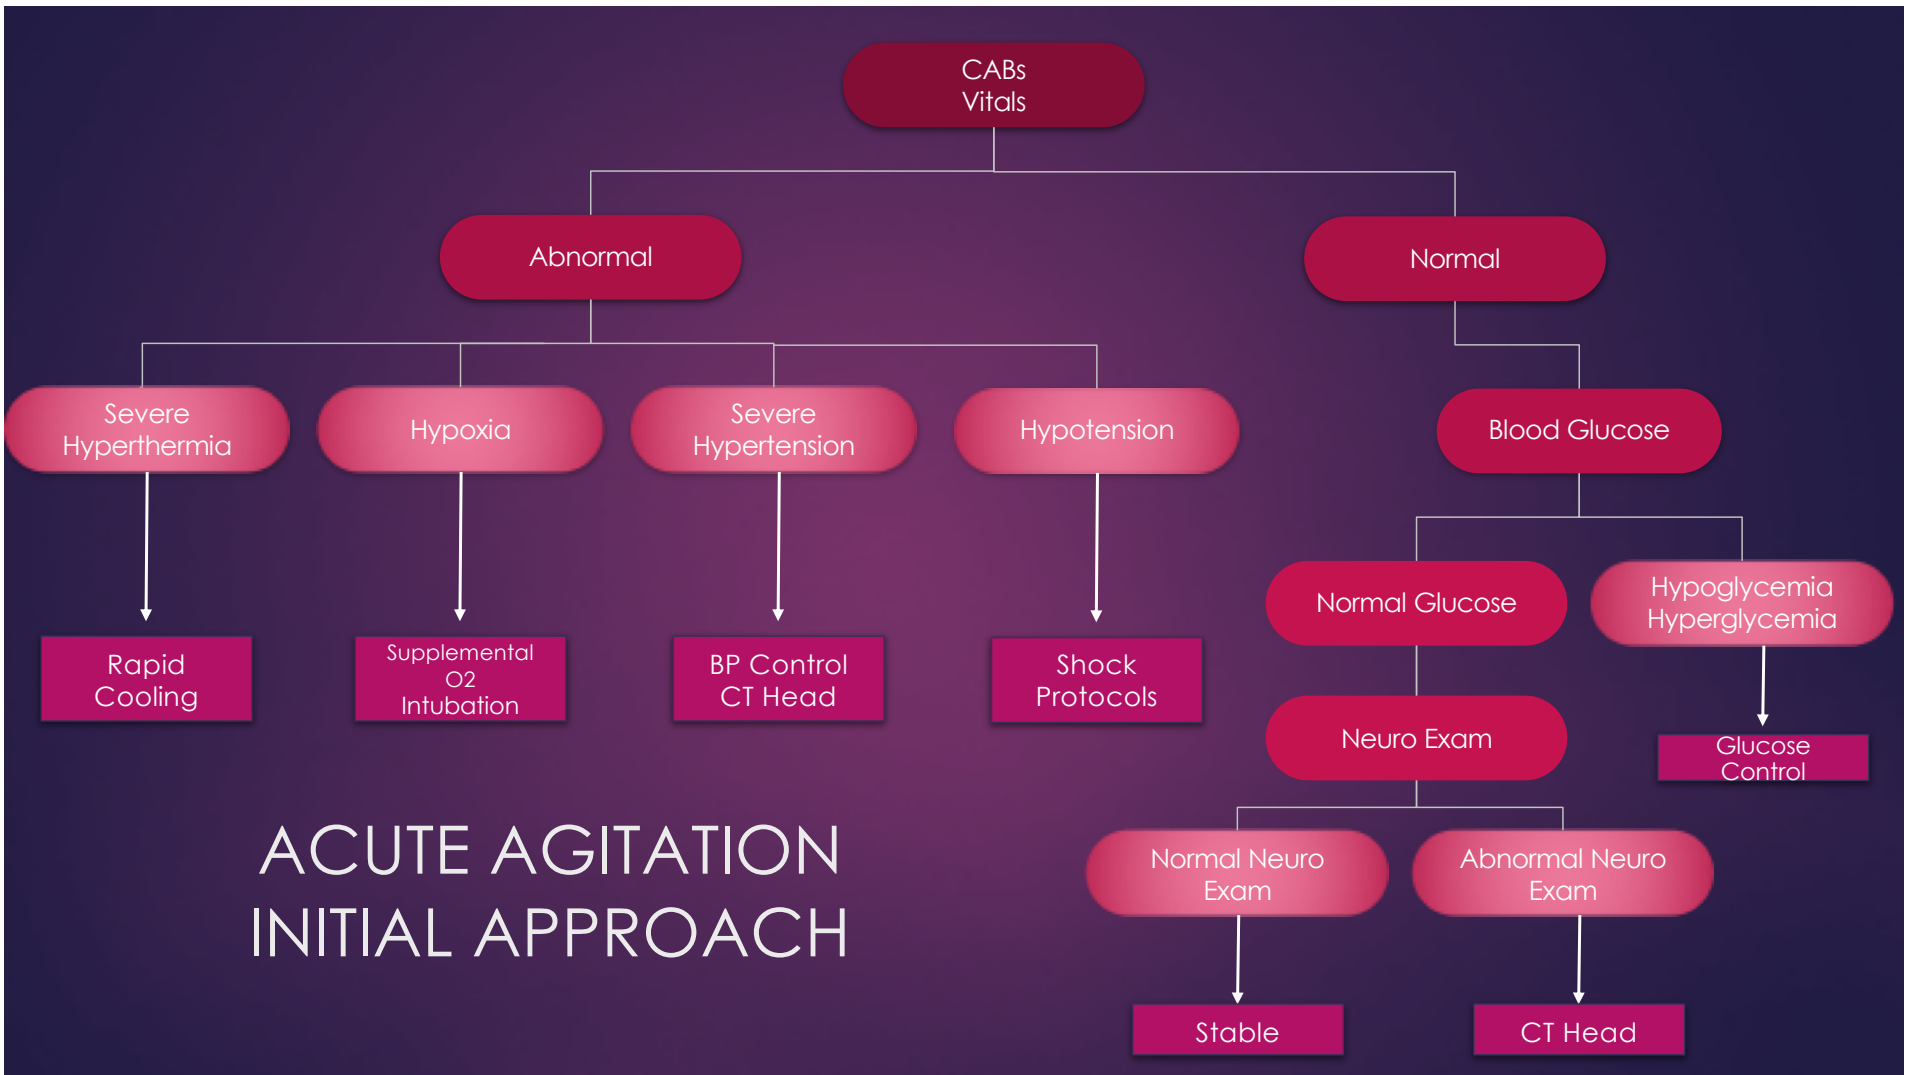 CABs
Vitals
Abnormal
Normal
Severe
Hyperthermia
Hypoxia
Severe
Hypertension
Hypotension
Blood Glucose
Normal Glucose
Hypoglycemia
Hyperglycemia
Rapid
Cooling
Supplemental
O2
Intubation
BP Control
CT Head
Shock
Protocols
Neuro Exam
Glucose
Control
ACUTE AGITATION
INITIAL APPROACH
Normal Neuro
Exam
Abnormal Neuro
Exam
Stable
CT Head